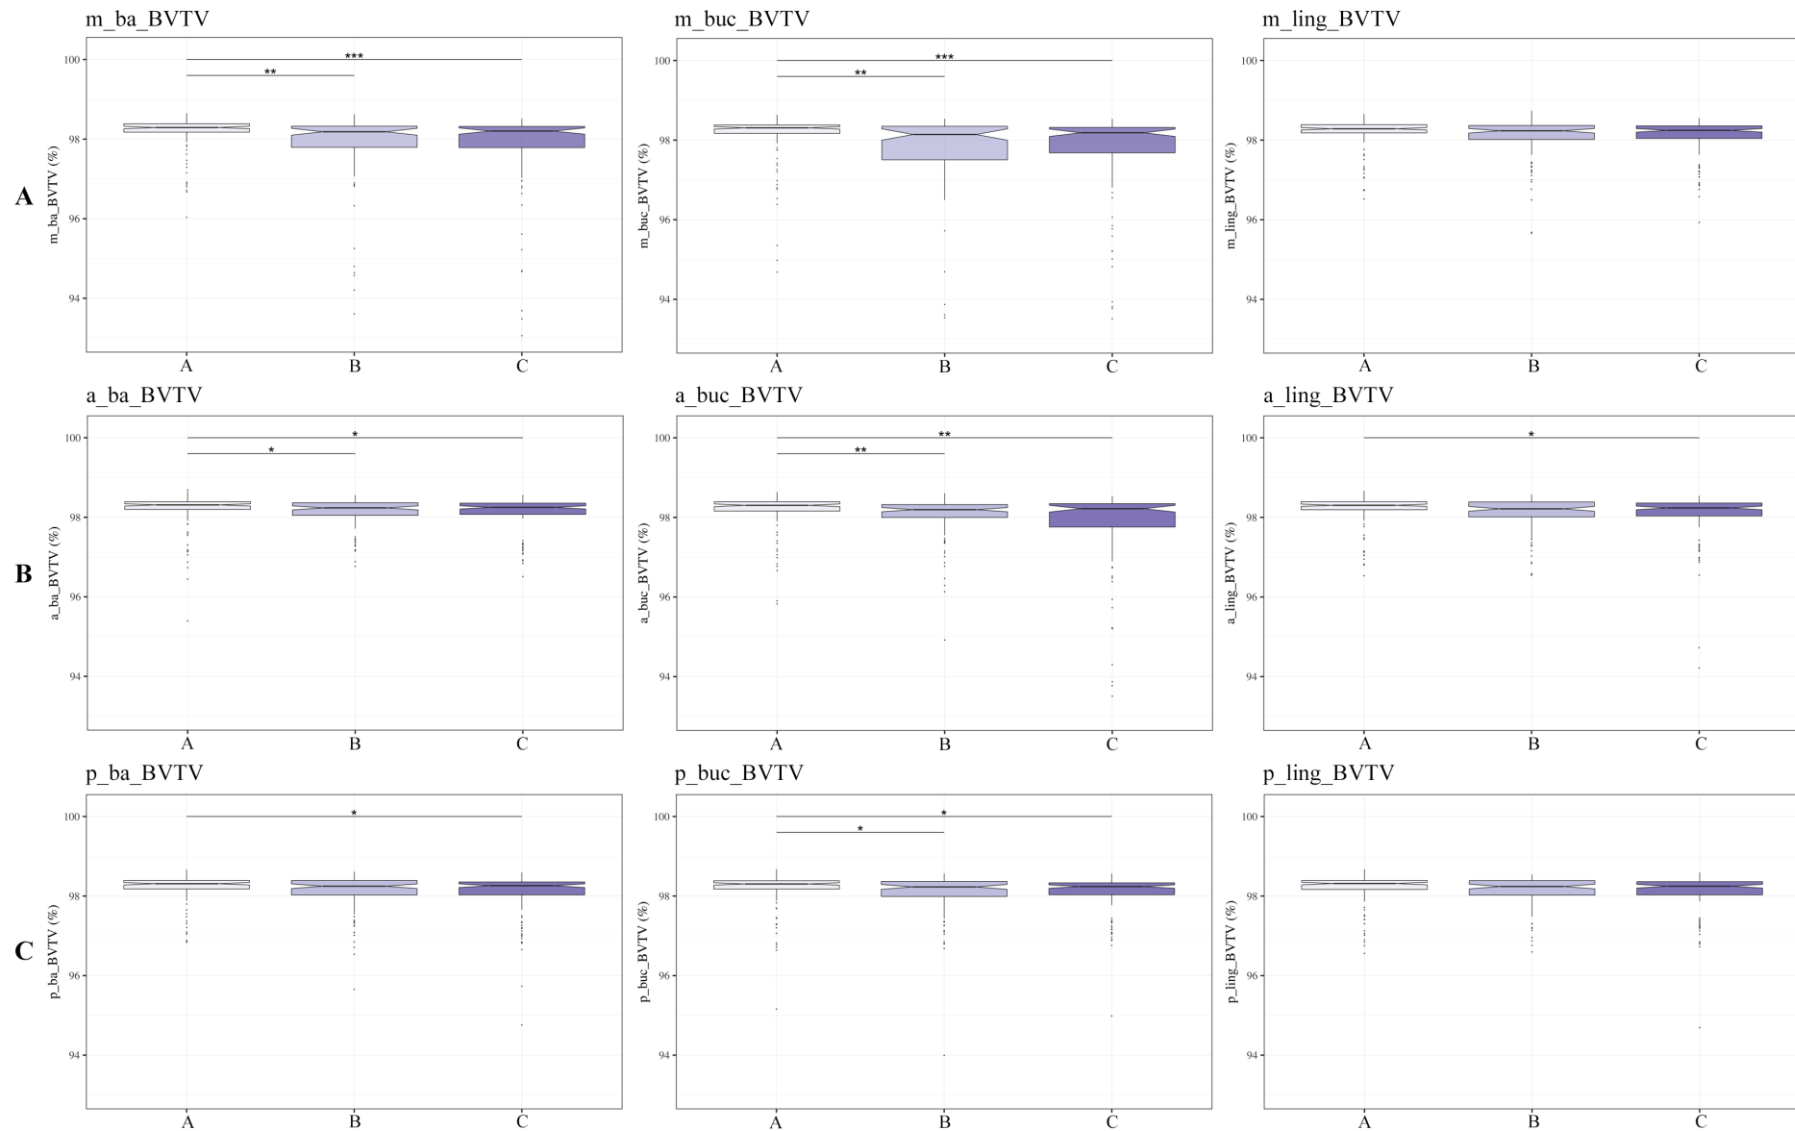 m_ba_BVTV
m_buc_BVTV
m_ling_BVTV
A
m_ba_BVTV (%)
100
98
96
94
***
**
A
B
C
m_buc_BVTV (%)
100
98
96
94
***
**
A
B
C
m_ling_BVTV (%)
100
98
96
94
A
B
C
a_ba_BVTV
a_buc_BVTV
a_ling_BVTV
B
a_ba_BVTV (%)
100
98
96
94
*
*
A
B
C
a_buc_BVTV (%)
100
98
96
94
**
**
A
B
C
a_ling_BVTV (%)
100
98
96
94
*
A
B
C
p_ba_BVTV
p_buc_BVTV
p_ling_BVTV
C
p_ba_BVTV (%)
100
98
96
94
*
A
B
C
p_buc_BVTV (%)
100
98
96
94
*
*
A
B
C
p_ling_BVTV (%)
100
98
96
94
A
B
C